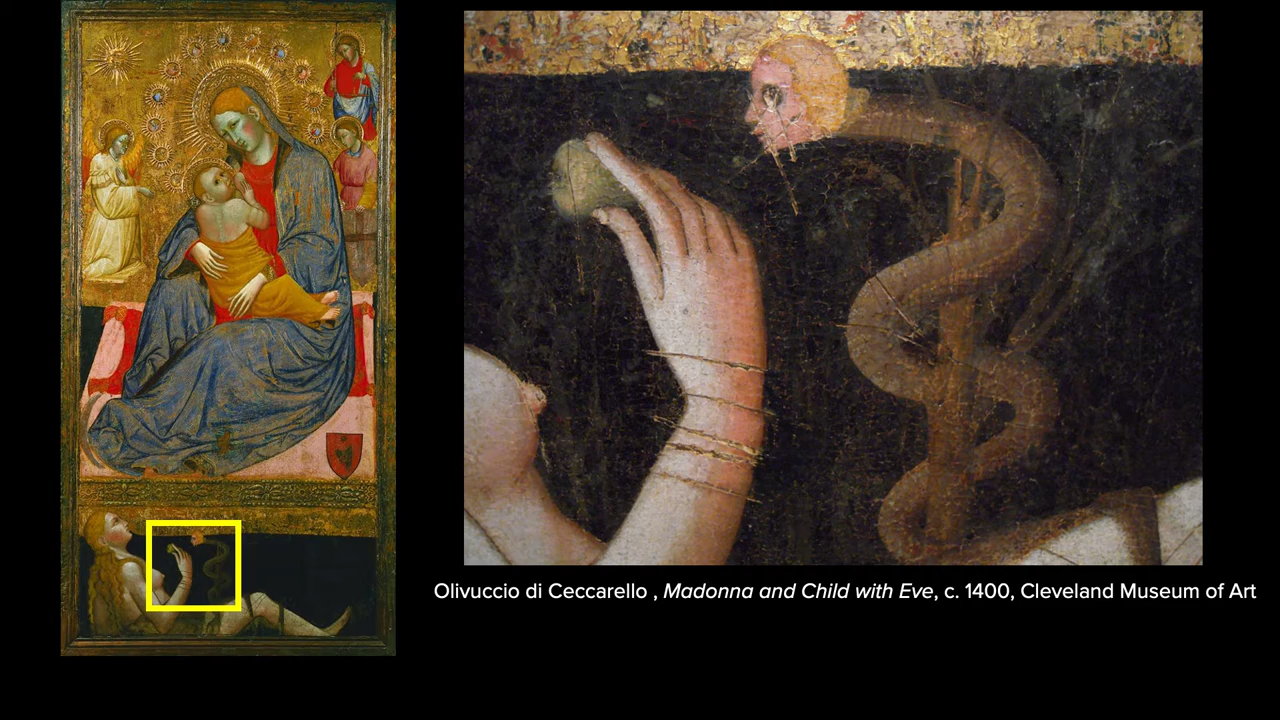 Olivuccio di Ceccarello , Madonna and Child with Eve, c. 1400, Cleveland Museum of Art